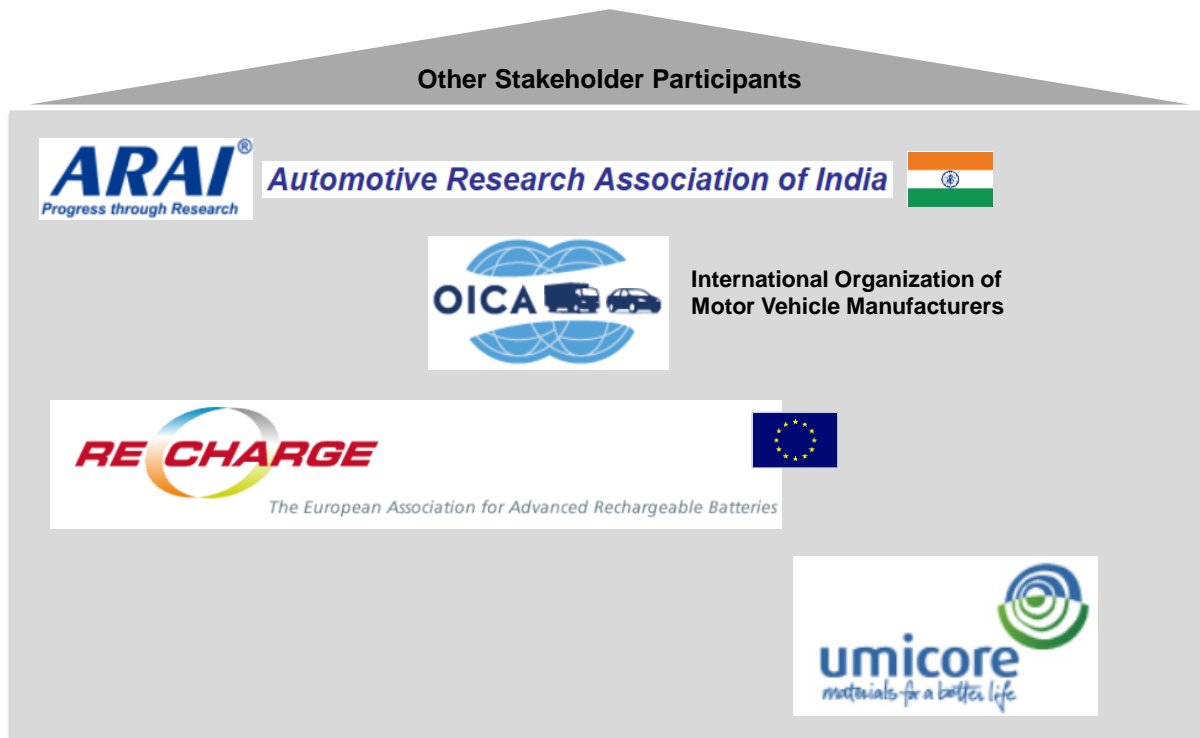 Other Stakeholder Participants
ARAI®
Progress through Research
Automotive Research Association of India
OICA
International Organization of
Motor Vehicle Manufacturers
RECHARGE
The European Association for Advanced Rechargeable Batteries
umicore
materials for a better life